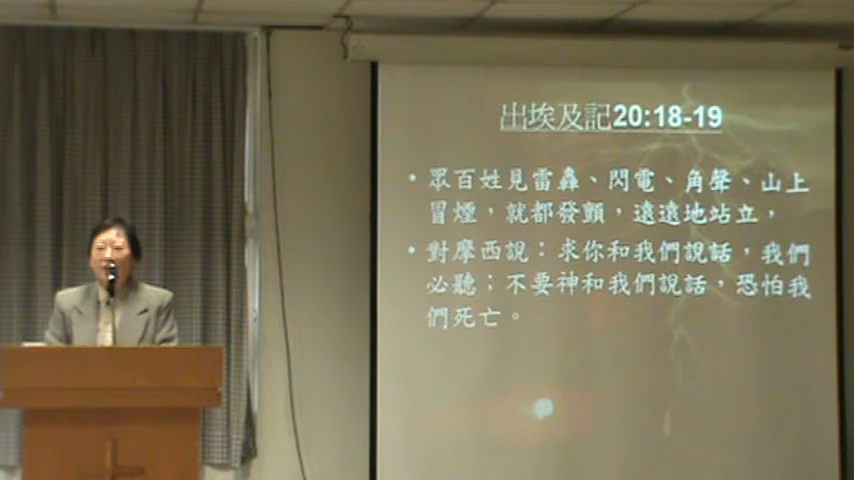 出埃及記20:18-19
• 眾百姓見雷轟、閃電、角聲、山上
冒煙，就都發顫，遠遠地站立，
• 對摩西說：求你和我們說話，我們
必聽；不要神和我們說話，恐怕我
們死亡。